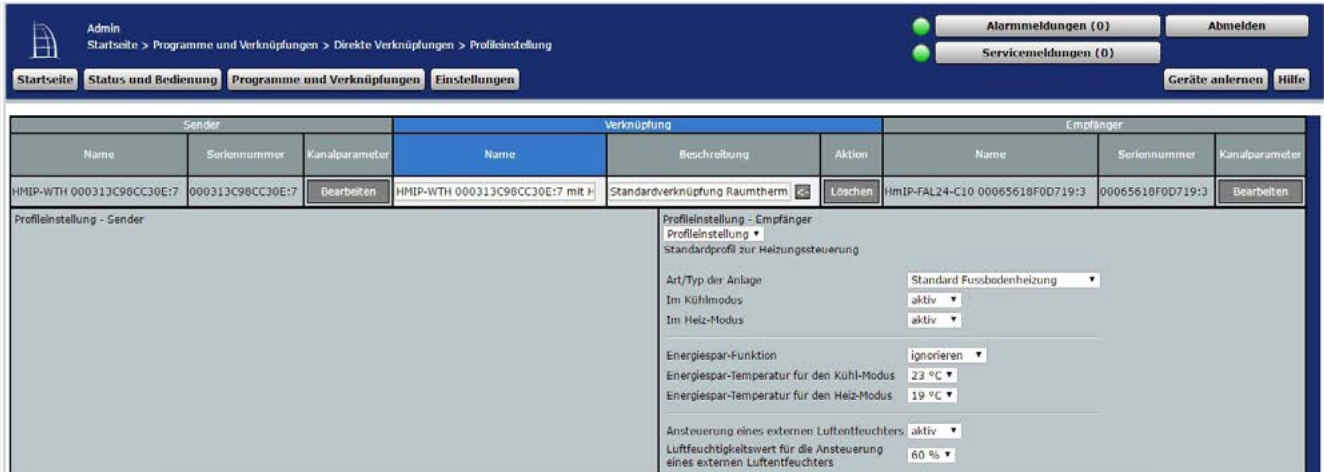 Admin
Startseite > Programme und Verknüpfungen > Direkte Verknüpfungen > Profileinstellung
Alarmmeldungen (0)
Abmelden
Servicemeldungen (0)
Startseite
Status und Bedienung
Programme und Verknüpfungen
Einstellungen
Geräte anlernen
Hilfe
Sender
Verknüpfung
Empfänger
Name
Seriennummer
Kanalparameter
Name
Beschreibung
Aktion
Name
Seriennummer
Kanalparameter
HMIP-WTH 000313C98CC30E:7
000313C98CC30E:7
Bearbeiten
HMIP-WTH 000313C98CC30E:7 mit H
Standardverknüpfung Raumtherm
<-
Löschen
HmIP-FAL24-C10 00065618F0D719:3
00065618F0D719:3
Bearbeiten
Profileinstellung - Sender
Profileinstellung - Empfänger
Profileinstellung
Standardprofil zur Heizungssteuerung
Art/Typ der Anlage
Standard Fussbodenheizung
Im Kühlmodus
aktiv
Im Heiz-Modus
aktiv
Energiespar-Funktion
ignorieren
Energiespar-Temperatur für den Kühl-Modus
23 °C
Energiespar-Temperatur für den Heiz-Modus
19 °C
Ansteuerung eines externen Luftentfeuchters
aktiv
Luftfeuchtigkeitswert für die Ansteuerung
eines externen Luftentfeuchters
60 %